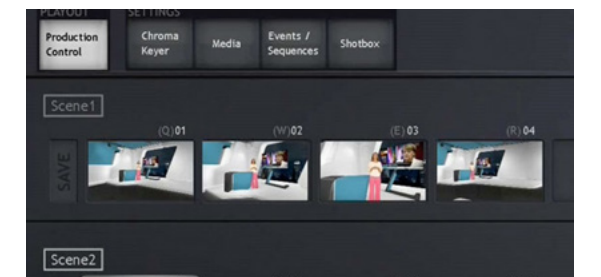 PLAYOUT SETTINGS
Production Control
Chroma Keyer
Media
Events / Sequences
Shotbox
Scene1
(Q)01 (W)02 (E)03 (R)04
SAVE
Scene2